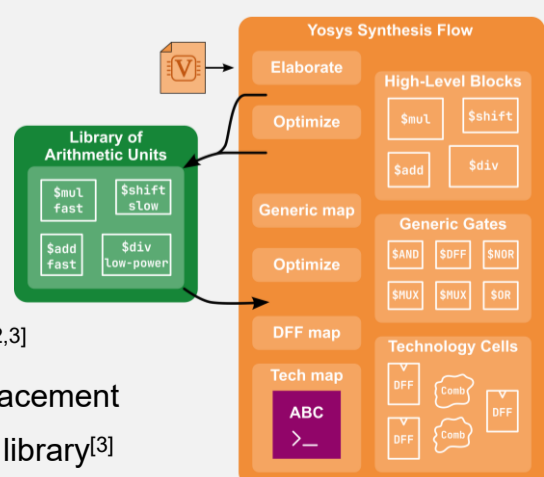 Yosys Synthesis Flow
V
Elaborate
Optimize
Generic map
Optimize
DFF map
Tech map
ABC
>_
High-Level Blocks
$mul
$shift
$add
$div
Generic Gates
$AND
$DFF
$NOR
$MUX
$MUX
$OR
Technology Cells
DFF
Comb
DFF
DFF
Comb
Library of
Arithmetic Units
$mul
fast
$shift
slow
$add
fast
$div
low-power
2,3]
acement
library[3]